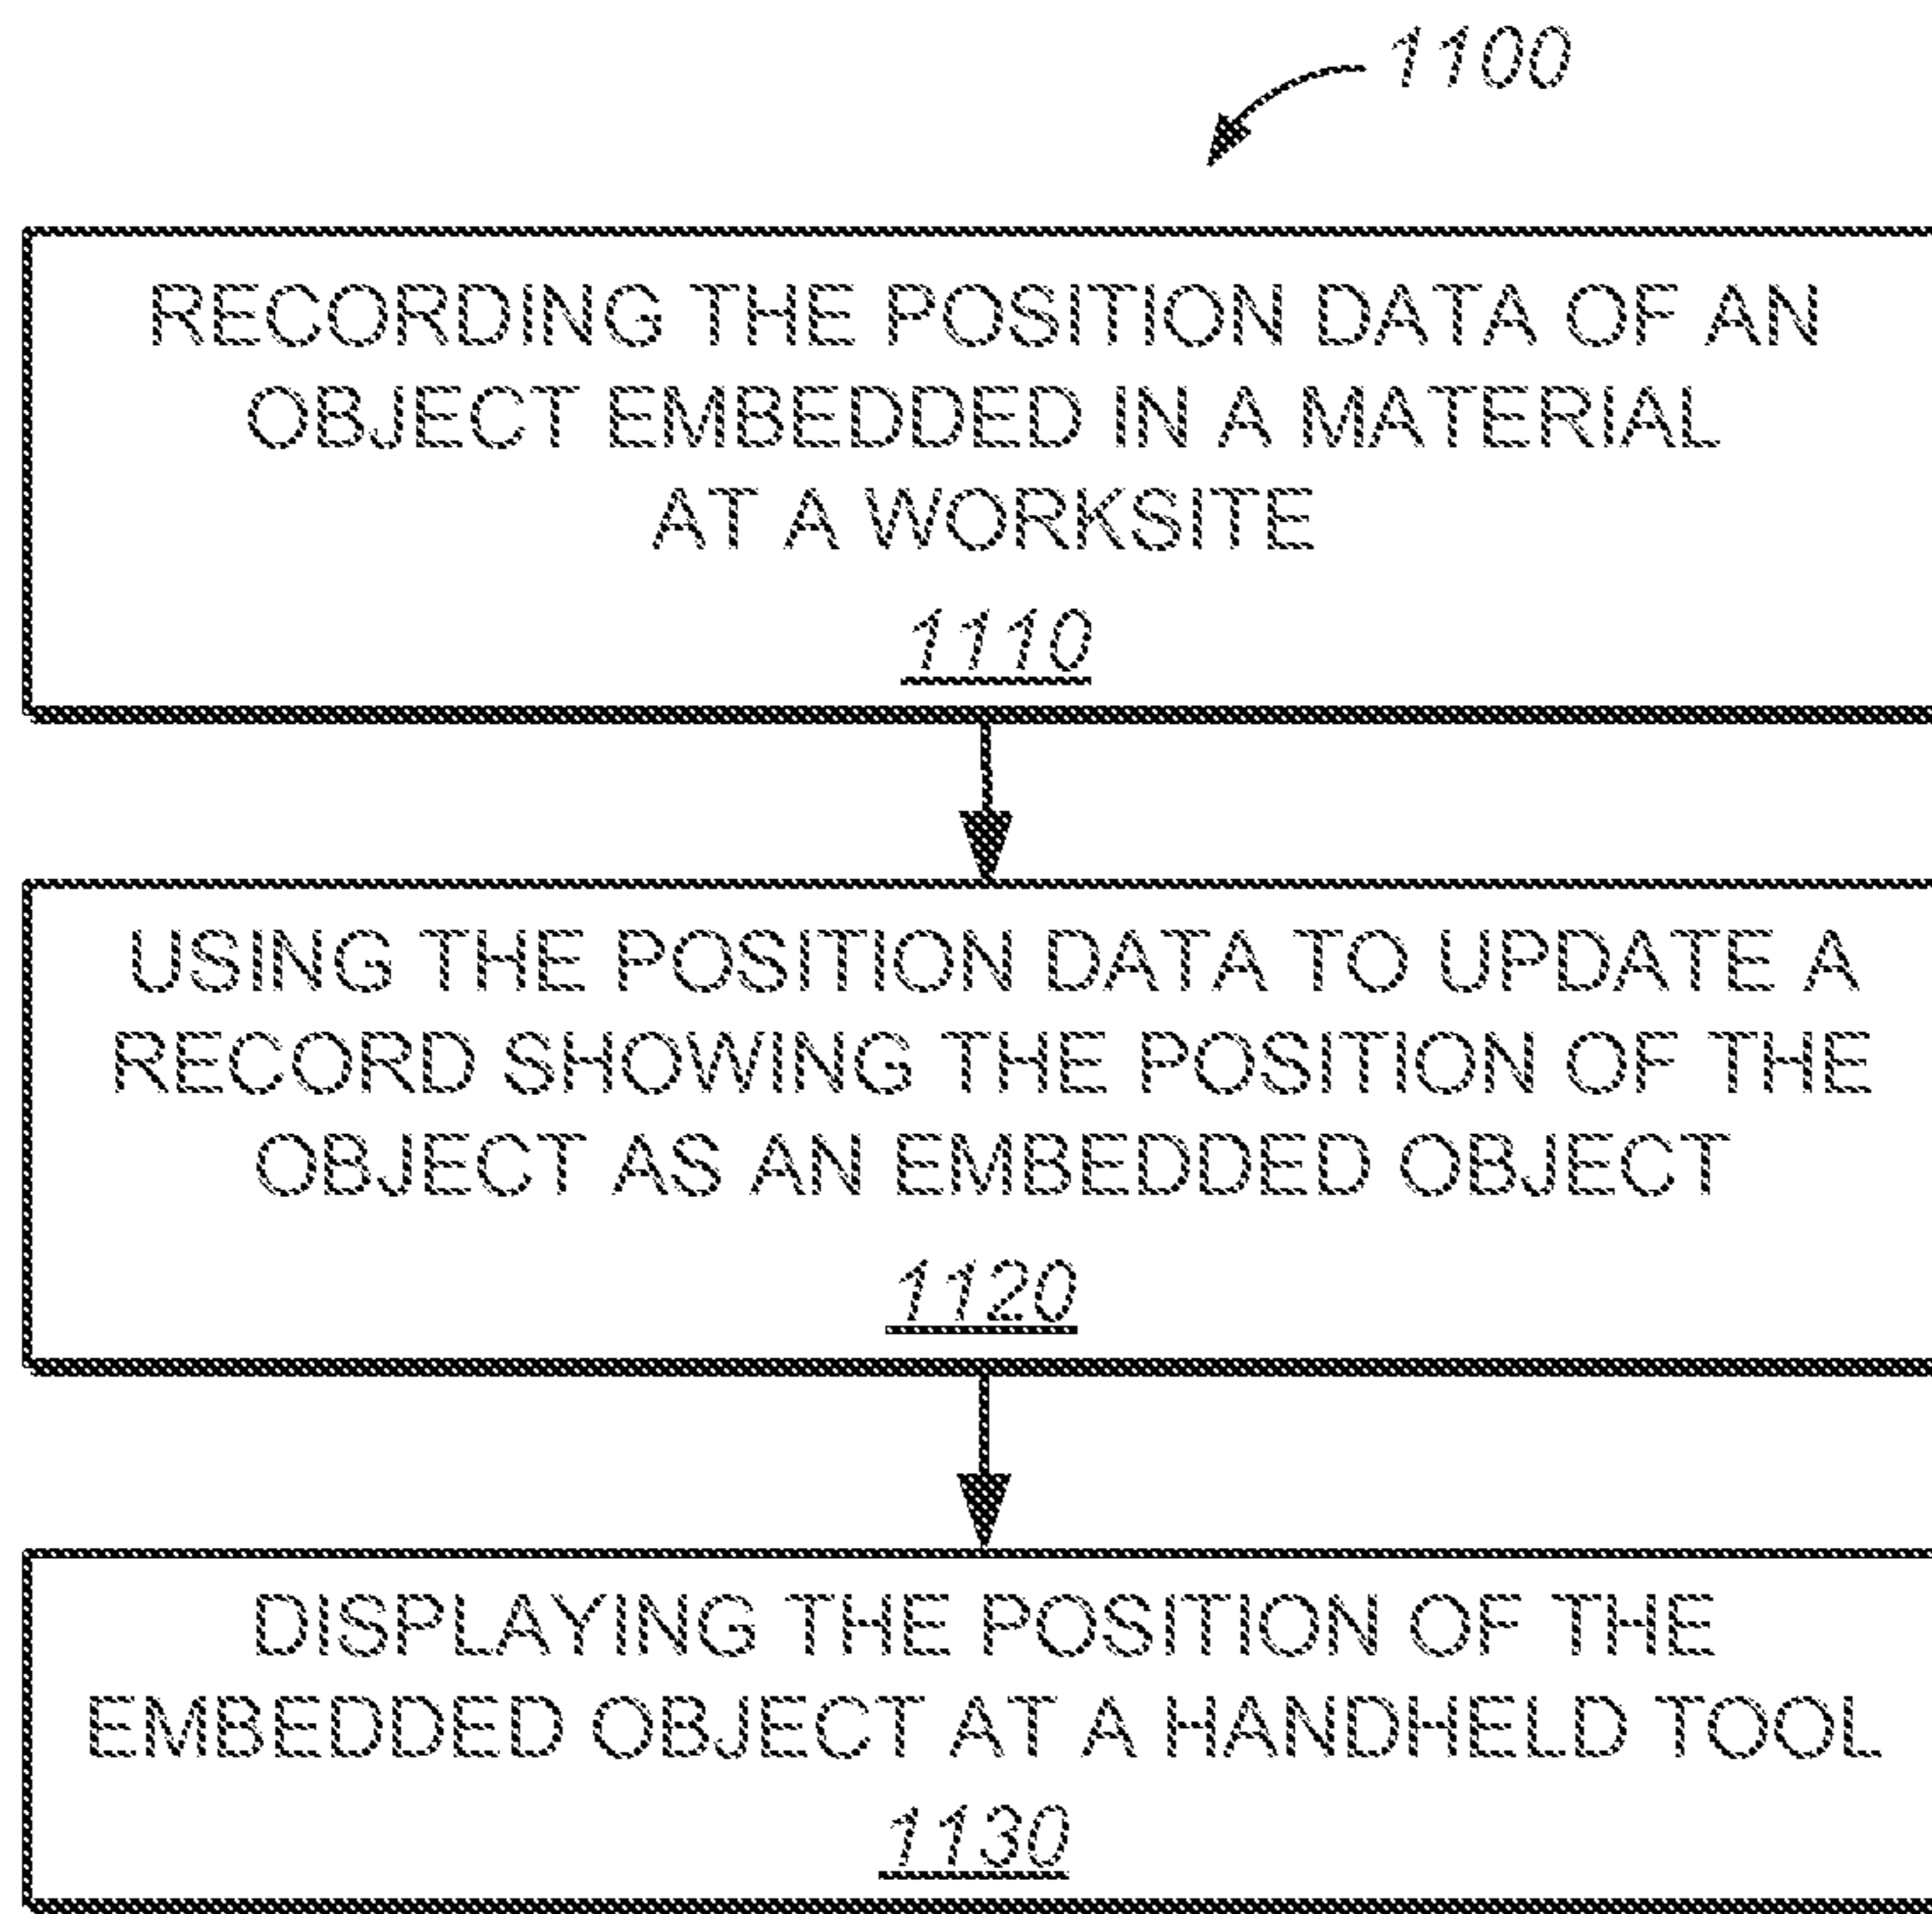 1100
RECORDING THE POSITION DATA OF AN
OBJECT EMBEDDED IN A MATERIAL
AT A WORKSITE
1110
USING THE POSITION DATA TO UPDATE A
RECORD SHOWING THE POSITION OF THE
OBJECT AS AN EMBEDDED OBJECT
1120
DISPLAYING THE POSITION OF THE
EMBEDDED OBJECT AT A HANDHELD TOOL
1130